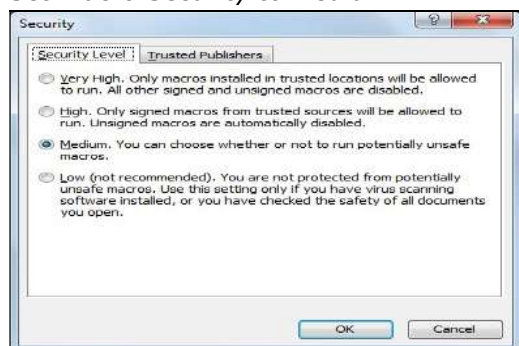 Security
Security Level
Trusted Publishers
Very High. Only macros installed in trusted locations will be allowed
to run. All other signed and unsigned macros are disabled.
High. Only signed macros from trusted sources will be allowed to
run. Unsigned macros are automatically disabled.
Medium. You can choose whether or not to run potentially unsafe
macros.
Low (not recommended). You are not protected from potentially
unsafe macros. Use this setting only if you have virus scanning
software installed, or you have checked the safety of all documents
you open.
OK
Cancel